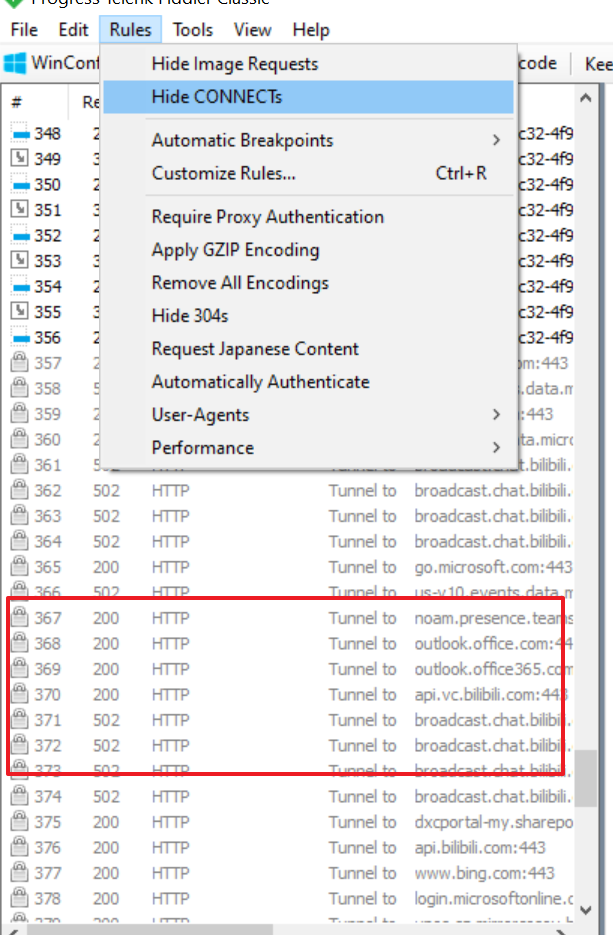 Progress Telerik Fiddler Classic
File Edit Rules Tools View Help
WinConf
code Kee
Hide Image Requests
Hide CONNECTs
Automatic Breakpoints
Customize Rules... Ctrl+R
Require Proxy Authentication
Apply GZIP Encoding
Remove All Encodings
Hide 304s
Request Japanese Content
Automatically Authenticate
User-Agents
Performance
# Re
348 2 c32-4f9
349 3 c32-4f9
350 2 c32-4f9
351 3 c32-4f9
352 2 c32-4f9
353 3 c32-4f9
354 2 c32-4f9
355 3 c32-4f9
356 2 c32-4f9
357 2 om:443
358 5 .data.m
359 2 :443
360 2 ta.micro
361 502 HTTP Tunnel to broadcast.chat.bilibili.
362 502 HTTP Tunnel to broadcast.chat.bilibili.
363 502 HTTP Tunnel to broadcast.chat.bilibili.
364 502 HTTP Tunnel to broadcast.chat.bilibili.
365 200 HTTP Tunnel to go.microsoft.com:443
366 502 HTTP Tunnel to us-v10.events.data.m
367 200 HTTP Tunnel to noam.presence.teams
368 200 HTTP Tunnel to outlook.office.com:44
369 200 HTTP Tunnel to outlook.office365.com
370 200 HTTP Tunnel to api.vc.bilibili.com:443
371 502 HTTP Tunnel to broadcast.chat.bilibili.
372 502 HTTP Tunnel to broadcast.chat.bilibili.
373 502 HTTP Tunnel to broadcast.chat.bilibili.
374 502 HTTP Tunnel to broadcast.chat.bilibili.
375 200 HTTP Tunnel to dxcportal-my.sharepo
376 200 HTTP Tunnel to api.bilibili.com:443
377 200 HTTP Tunnel to www.bing.com:443
378 200 HTTP Tunnel to login.microsoftonline.c
379 200 HTTP Tunnel to